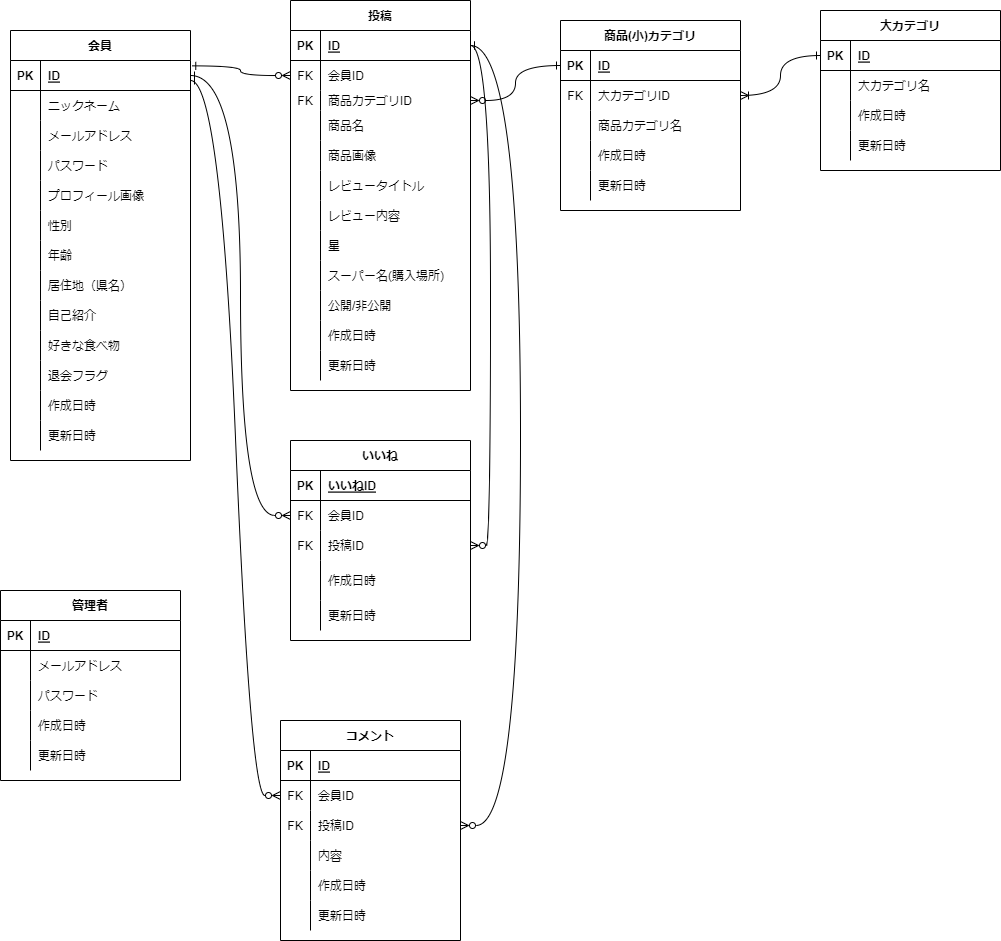 会員
PK ID
ニックネーム
メールアドレス
パスワード
プロフィール画像
性別
年齢
居住地（県名）
自己紹介
好きな食べ物
退会フラグ
作成日時
更新日時
投稿
PK ID
FK 会員ID
FK 商品カテゴリID
商品名
商品画像
レビュータイトル
レビュー内容
星
スーパー名(購入場所)
公開/非公開
作成日時
更新日時
商品(小)カテゴリ
PK ID
FK 大カテゴリID
商品カテゴリ名
作成日時
更新日時
大カテゴリ
PK ID
大カテゴリ名
作成日時
更新日時
いいね
PK いいねID
FK 会員ID
FK 投稿ID
作成日時
更新日時
管理者
PK ID
メールアドレス
パスワード
作成日時
更新日時
コメント
PK ID
FK 会員ID
FK 投稿ID
内容
作成日時
更新日時